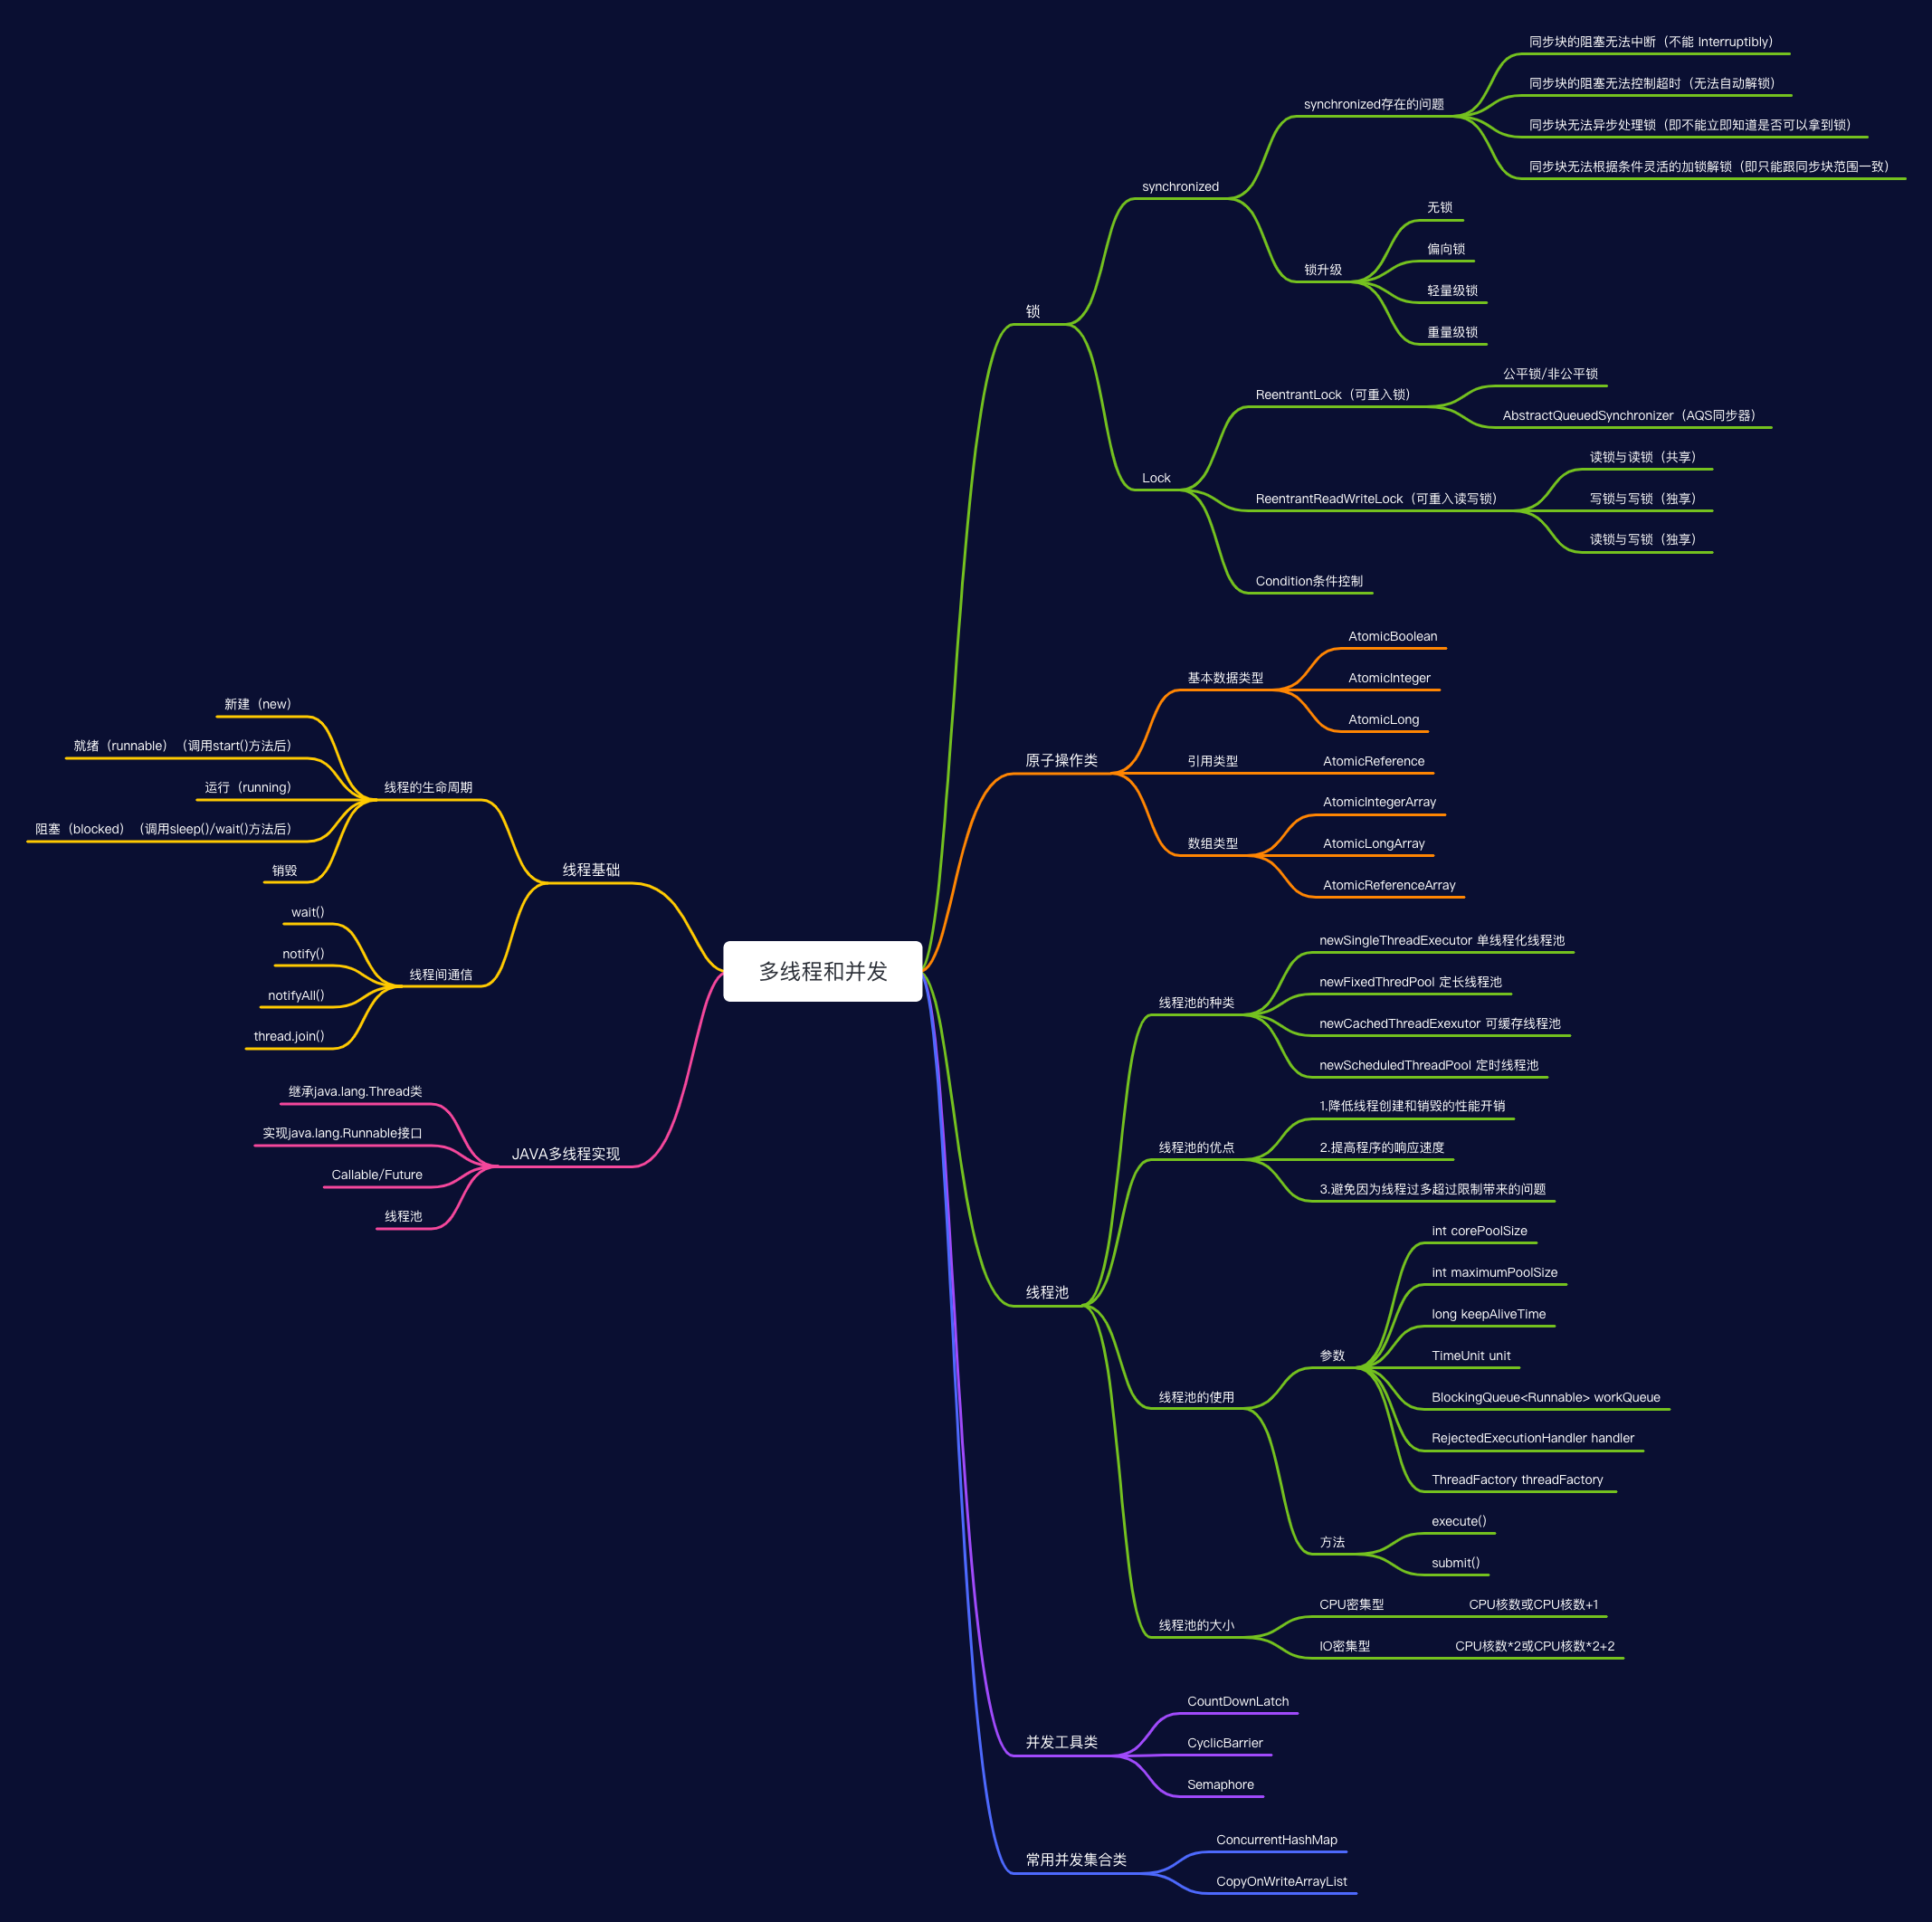 多线程和并发
线程基础
线程的生命周期
新建（new）
就绪（runnable）（调用start()方法后）
运行（running）
阻塞（blocked）（调用sleep()/wait()方法后）
销毁
线程间通信
wait()
notify()
notifyAll()
thread.join()
JAVA多线程实现
继承java.lang.Thread类
实现java.lang.Runnable接口
Callable/Future
线程池
锁
synchronized
synchronized存在的问题
同步块的阻塞无法中断（不能 Interruptibly）
同步块的阻塞无法控制超时（无法自动解锁）
同步块无法异步处理锁（即不能立即知道是否可以拿到锁）
同步块无法根据条件灵活的加锁解锁（即只能跟同步块范围一致）
锁升级
无锁
偏向锁
轻量级锁
重量级锁
Lock
ReentrantLock（可重入锁）
公平锁/非公平锁
AbstractQueuedSynchronizer（AQS同步器）
ReentrantReadWriteLock（可重入读写锁）
读锁与读锁（共享）
写锁与写锁（独享）
读锁与写锁（独享）
Condition条件控制
原子操作类
基本数据类型
AtomicBoolean
AtomicInteger
AtomicLong
引用类型
AtomicReference
数组类型
AtomicIntegerArray
AtomicLongArray
AtomicReferenceArray
线程池
线程池的种类
newSingleThreadExecutor 单线程化线程池
newFixedThredPool 定长线程池
newCachedThreadExexutor 可缓存线程池
newScheduledThreadPool 定时线程池
线程池的优点
1.降低线程创建和销毁的性能开销
2.提高程序的响应速度
3.避免因为线程过多超过限制带来的问题
线程池的使用
参数
int corePoolSize
int maximumPoolSize
long keepAliveTime
TimeUnit unit
BlockingQueue<Runnable> workQueue
RejectedExecutionHandler handler
ThreadFactory threadFactory
方法
execute()
submit()
线程池的大小
CPU密集型
CPU核数或CPU核数+1
IO密集型
CPU核数*2或CPU核数*2+2
并发工具类
CountDownLatch
CyclicBarrier
Semaphore
常用并发集合类
ConcurrentHashMap
CopyOnWriteArrayList